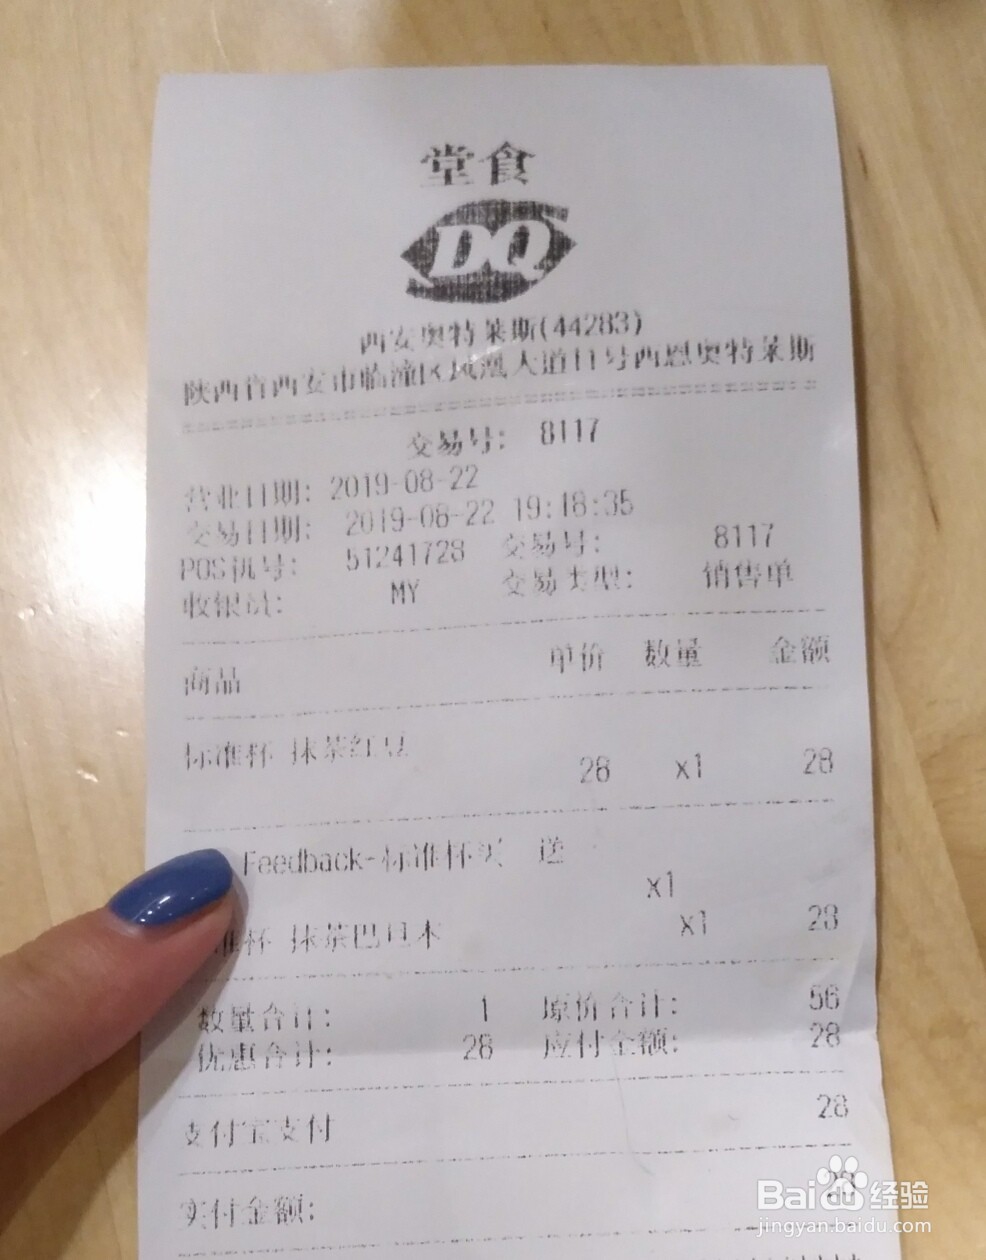 堂食
DQ
西安奥特莱斯(44283)
陕西省西安市临潼区凤凰大道11号西恩奥特莱斯
交易号: 8117
营业日期: 2019-08-22
交易日期: 2019-08-22 19:18:35
POS机号: 51241728 交易号: 8117
收银员: MY 交易类型: 销售单
商品 单价 数量 金额
标准杯 抹茶红豆
28 x1 28
Feedback-标准杯买 送
x1
准杯 抹茶巴旦木 x1 28
数量合计: 1 原价合计: 56
优惠合计: 28 应付金额: 28
支付宝支付 28
实付金额: 28
Baidu 经验
jingyan.baidu.com